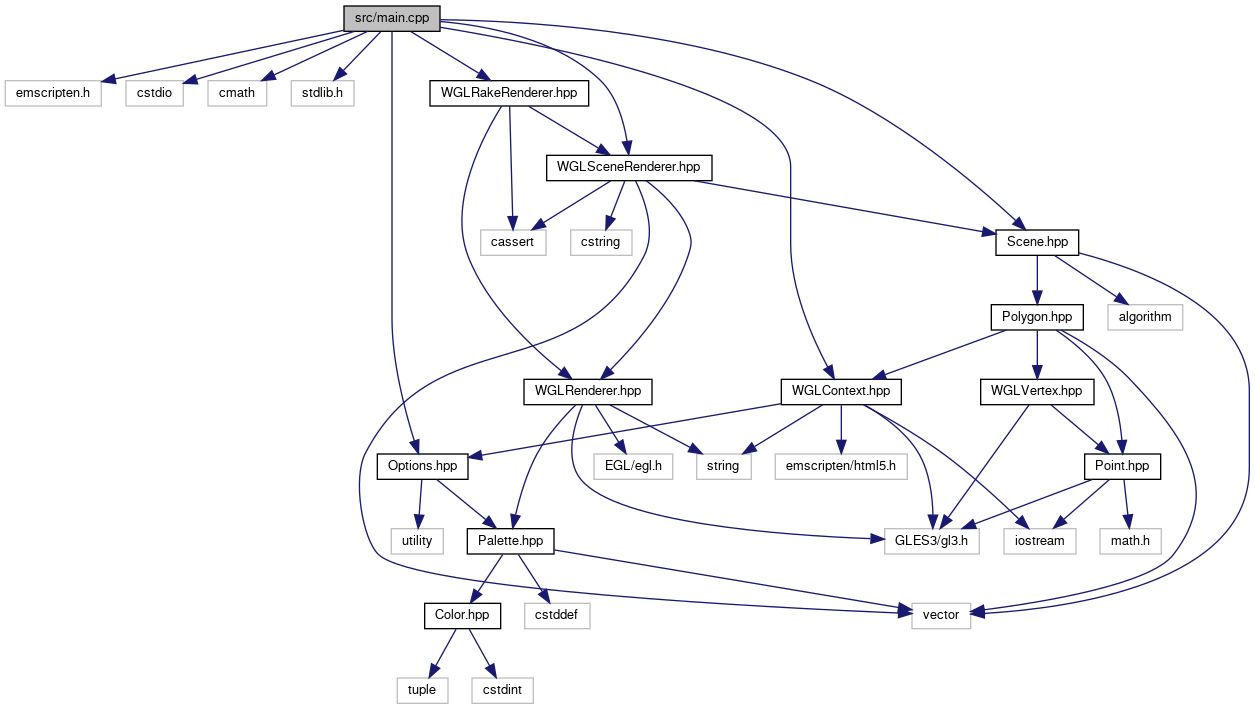 src/main.cpp
emscripten.h
cstdio
cmath
stdlib.h
WGLRakeRenderer.hpp
WGLSceneRenderer.hpp
cassert
cstring
Scene.hpp
Polygon.hpp
algorithm
WGLRenderer.hpp
WGLContext.hpp
WGLVertex.hpp
Options.hpp
EGL/egl.h
string
emscripten/html5.h
Point.hpp
utility
Palette.hpp
GLES3/gl3.h
iostream
math.h
Color.hpp
cstddef
vector
tuple
cstdint